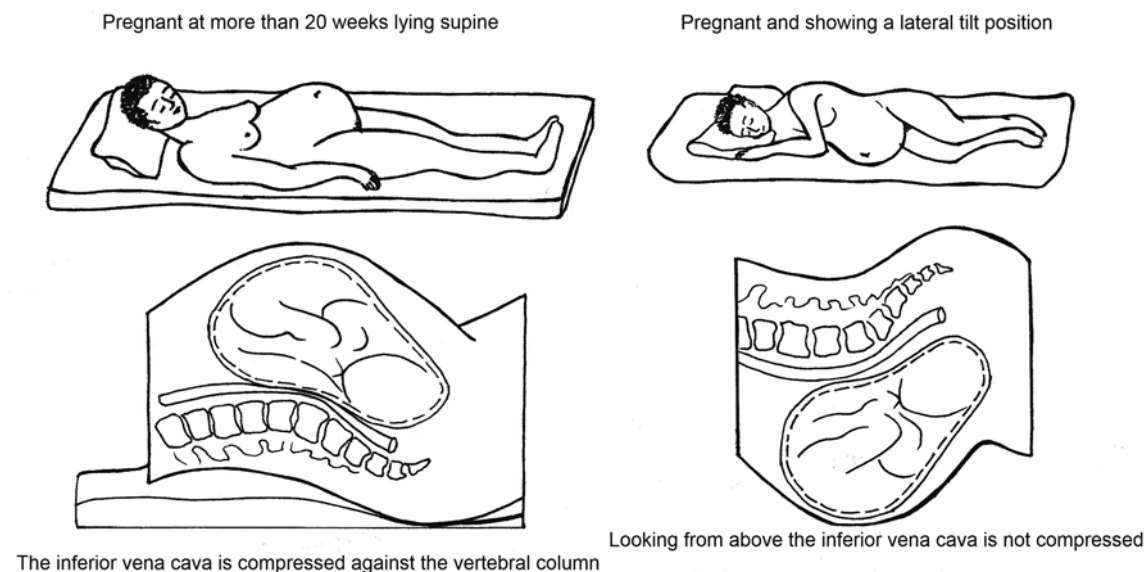 Pregnant at more than 20 weeks lying supine
Pregnant and showing a lateral tilt position
The inferior vena cava is compressed against the vertebral column
Looking from above the inferior vena cava is not compressed